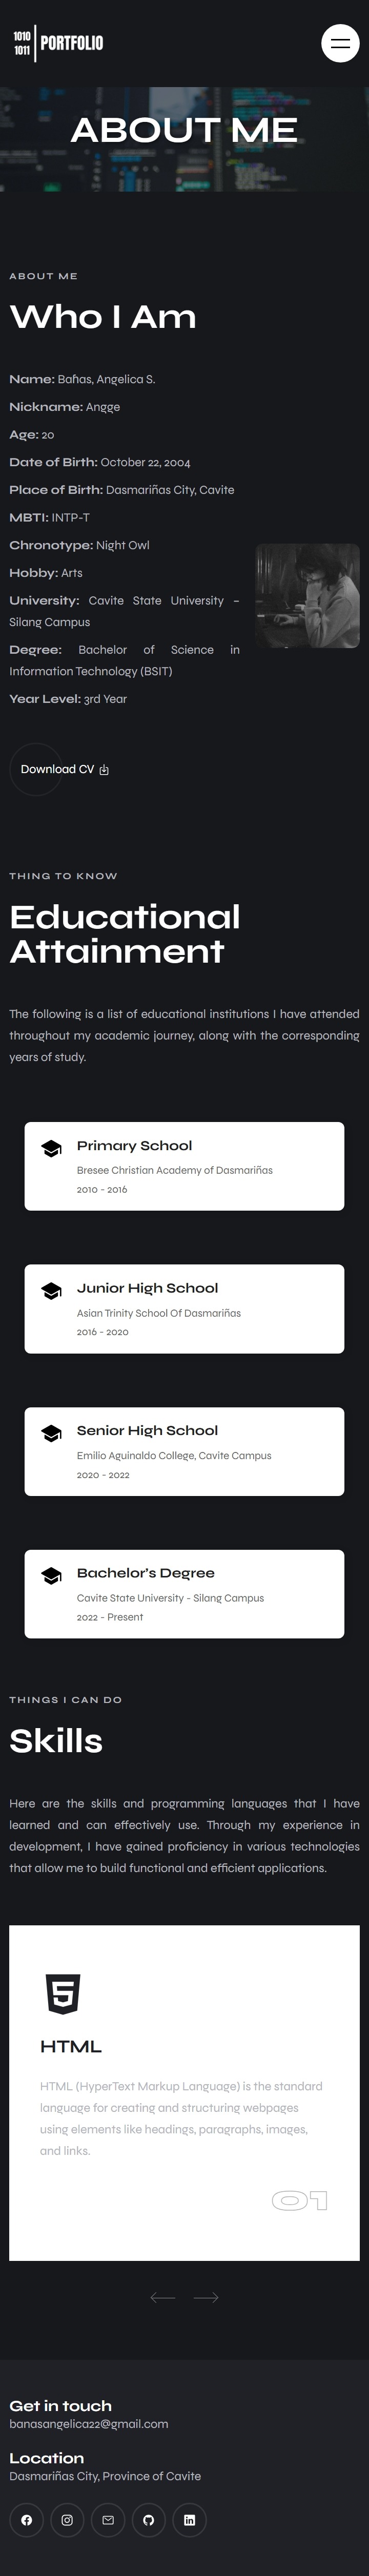 1010
1011
PORTFOLIO
ABOUT ME
ABOUT ME
Who I Am
Name: Bañas, Angelica S.
Nickname: Angge
Age: 20
Date of Birth: October 22, 2004
Place of Birth: Dasmariñas City, Cavite
MBTI: INTP-T
Chronotype: Night Owl
Hobby: Arts
University: Cavite State University –
Silang Campus
Degree: Bachelor of Science in
Information Technology (BSIT)
Year Level: 3rd Year
Download CV
THING TO KNOW
Educational
Attainment
The following is a list of educational institutions I have attended
throughout my academic journey, along with the corresponding
years of study.
Primary School
Bresee Christian Academy of Dasmariñas
2010 - 2016
Junior High School
Asian Trinity School Of Dasmariñas
2016 - 2020
Senior High School
Emilio Aguinaldo College, Cavite Campus
2020 - 2022
Bachelor's Degree
Cavite State University - Silang Campus
2022 - Present
THINGS I CAN DO
Skills
Here are the skills and programming languages that I have
learned and can effectively use. Through my experience in
development, I have gained proficiency in various technologies
that allow me to build functional and efficient applications.
HTML
HTML (HyperText Markup Language) is the standard
language for creating and structuring webpages
using elements like headings, paragraphs, images,
and links.
01
Get in touch
banasangelica22@gmail.com
Location
Dasmariñas City, Province of Cavite